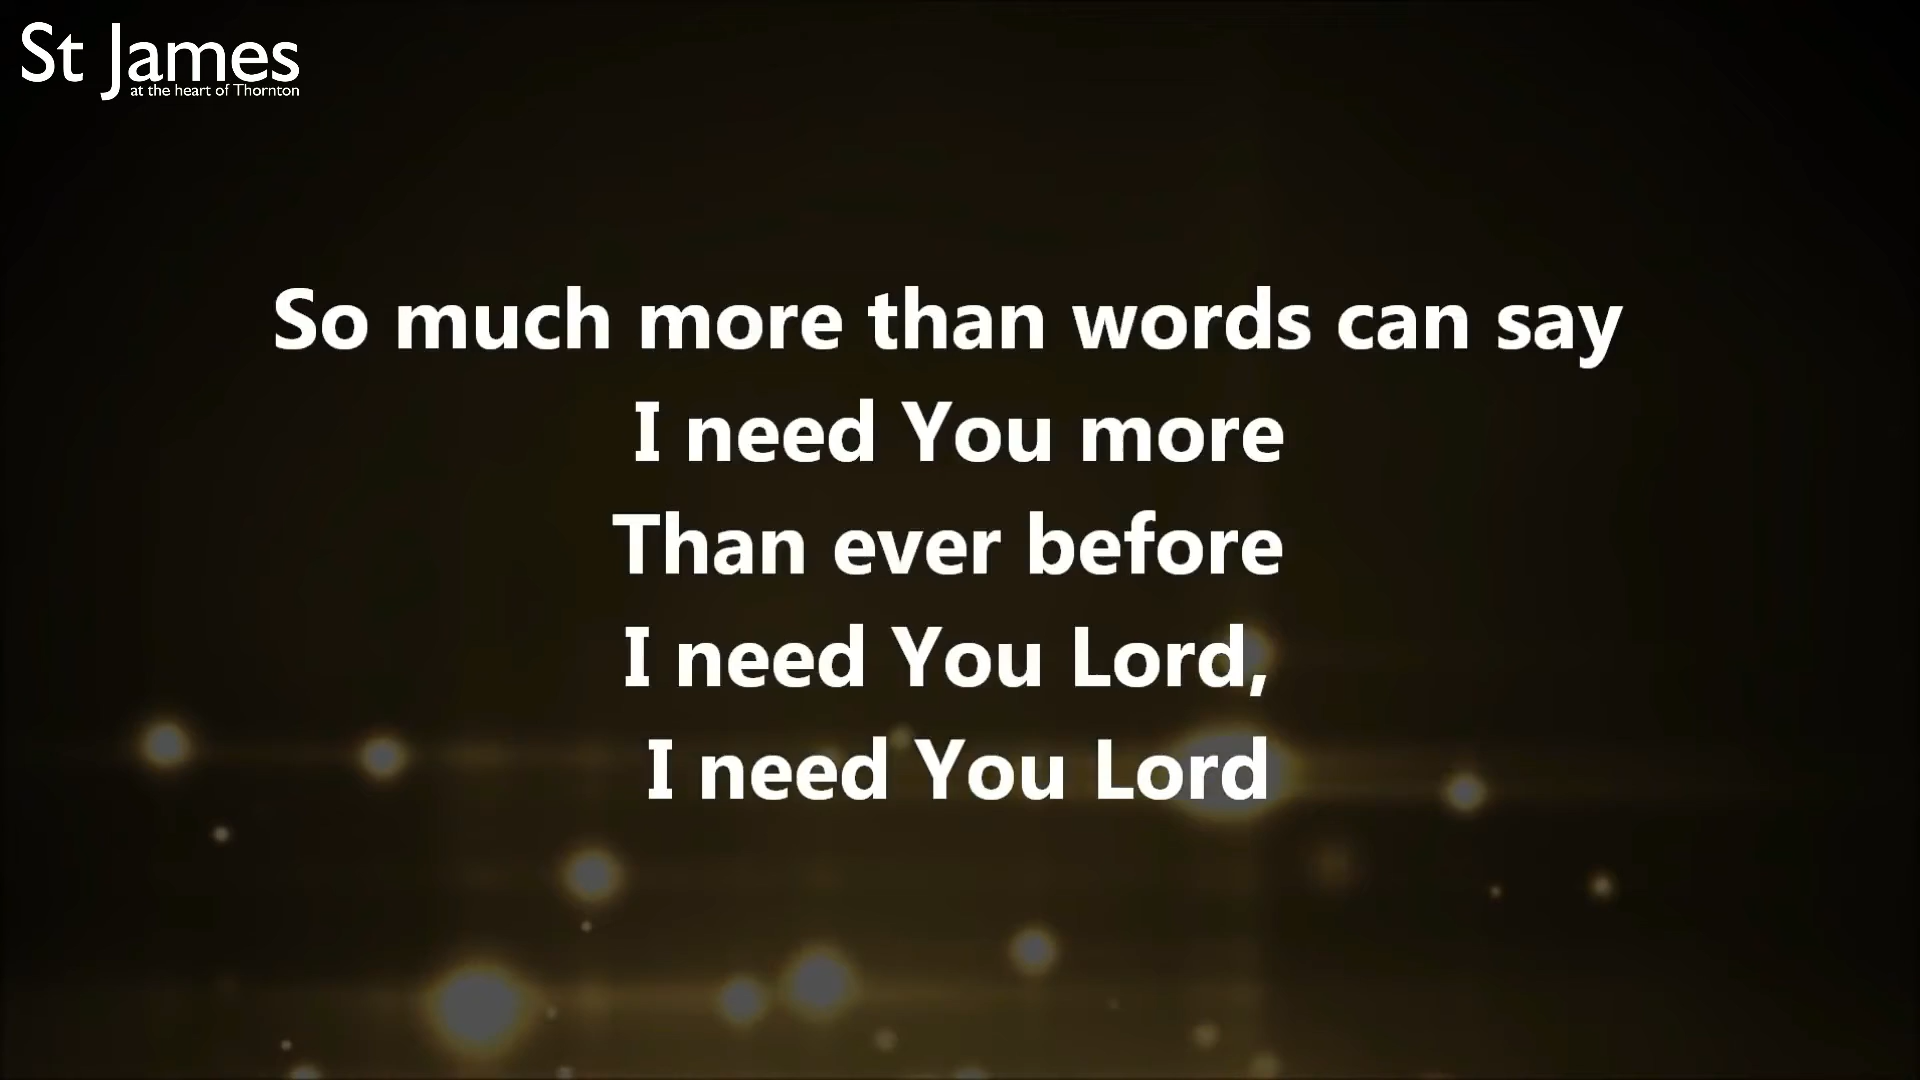 St James
at the heart of Thornton
So much more than words can say
I need You more
Than ever before
I need You Lord,
I need You Lord